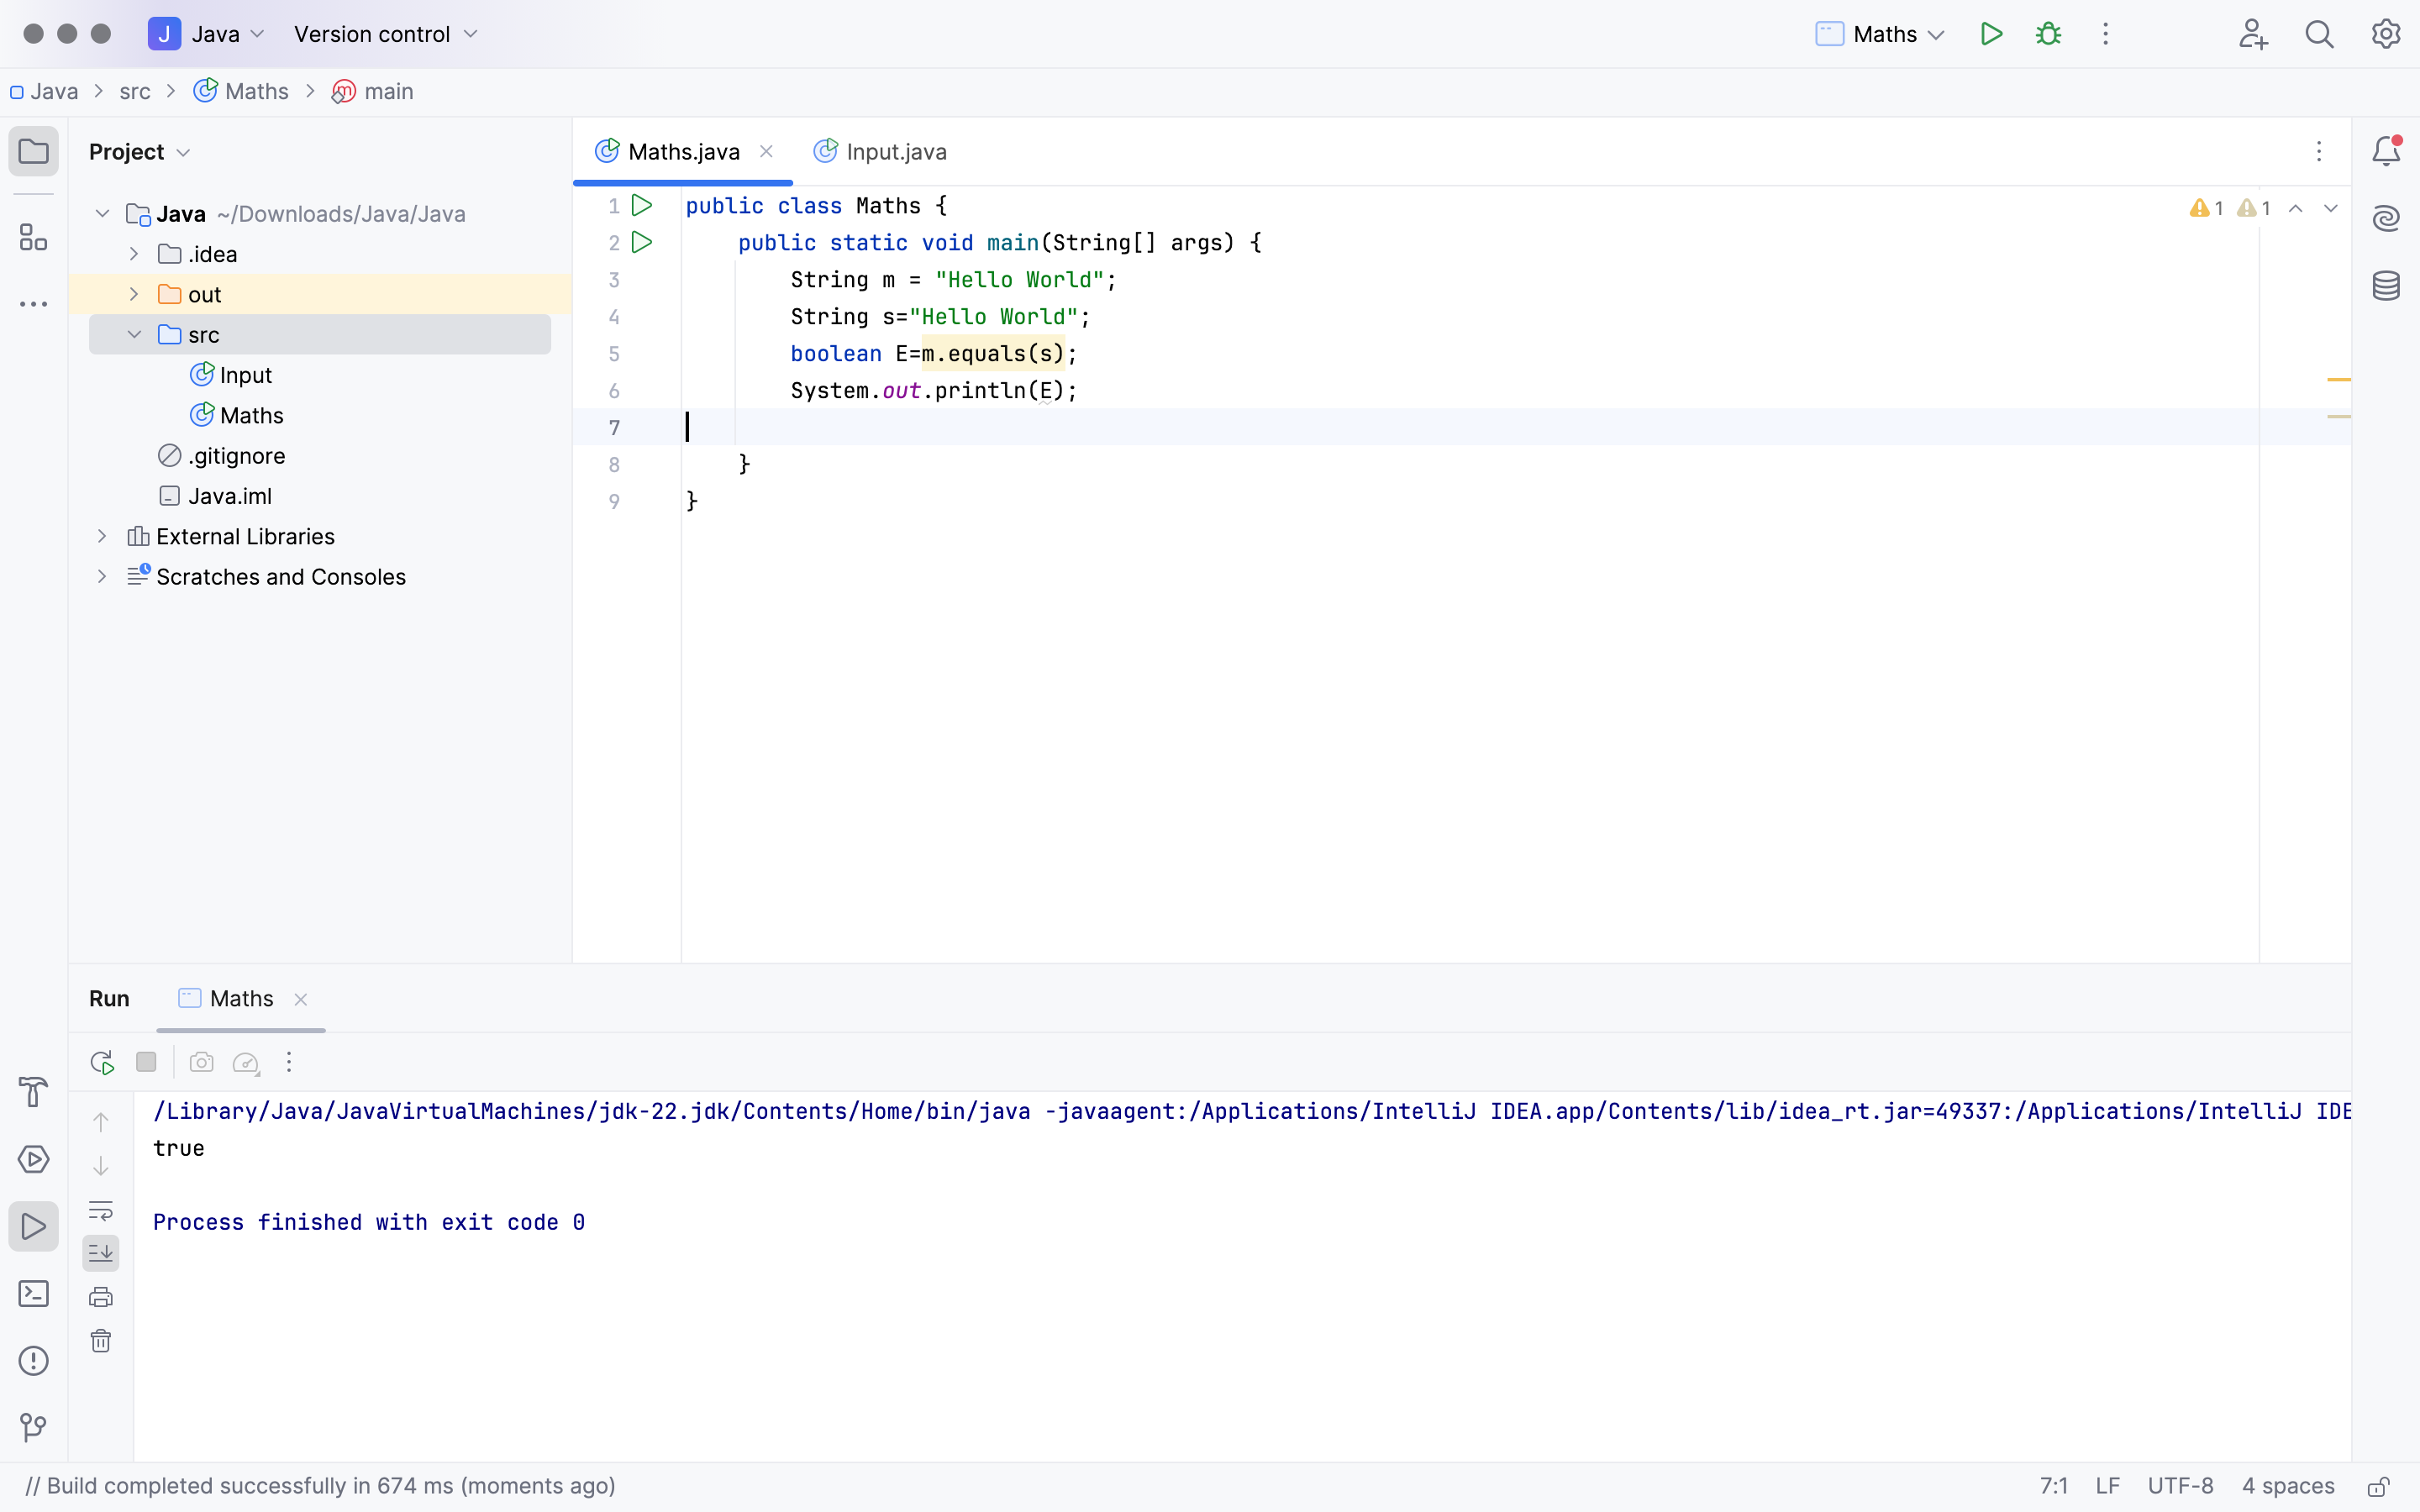 J Java Version control Maths
Java src Maths main
Project
Java ~/Downloads/Java/Java
.idea
out
src
Input
Maths
.gitignore
Java.iml
External Libraries
Scratches and Consoles
Maths.java Input.java
1 public class Maths { 1 1
2 public static void main(String[] args) {
3 String m = "Hello World";
4 String s="Hello World";
5 boolean E=m.equals(s);
6 System.out.println(E);
7
8 }
9 }
Run Maths
/Library/Java/JavaVirtualMachines/jdk-22.jdk/Contents/Home/bin/java -javaagent:/Applications/IntelliJ IDEA.app/Contents/lib/idea_rt.jar=49337:/Applications/IntelliJ IDE
true
Process finished with exit code 0
// Build completed successfully in 674 ms (moments ago) 7:1 LF UTF-8 4 spaces